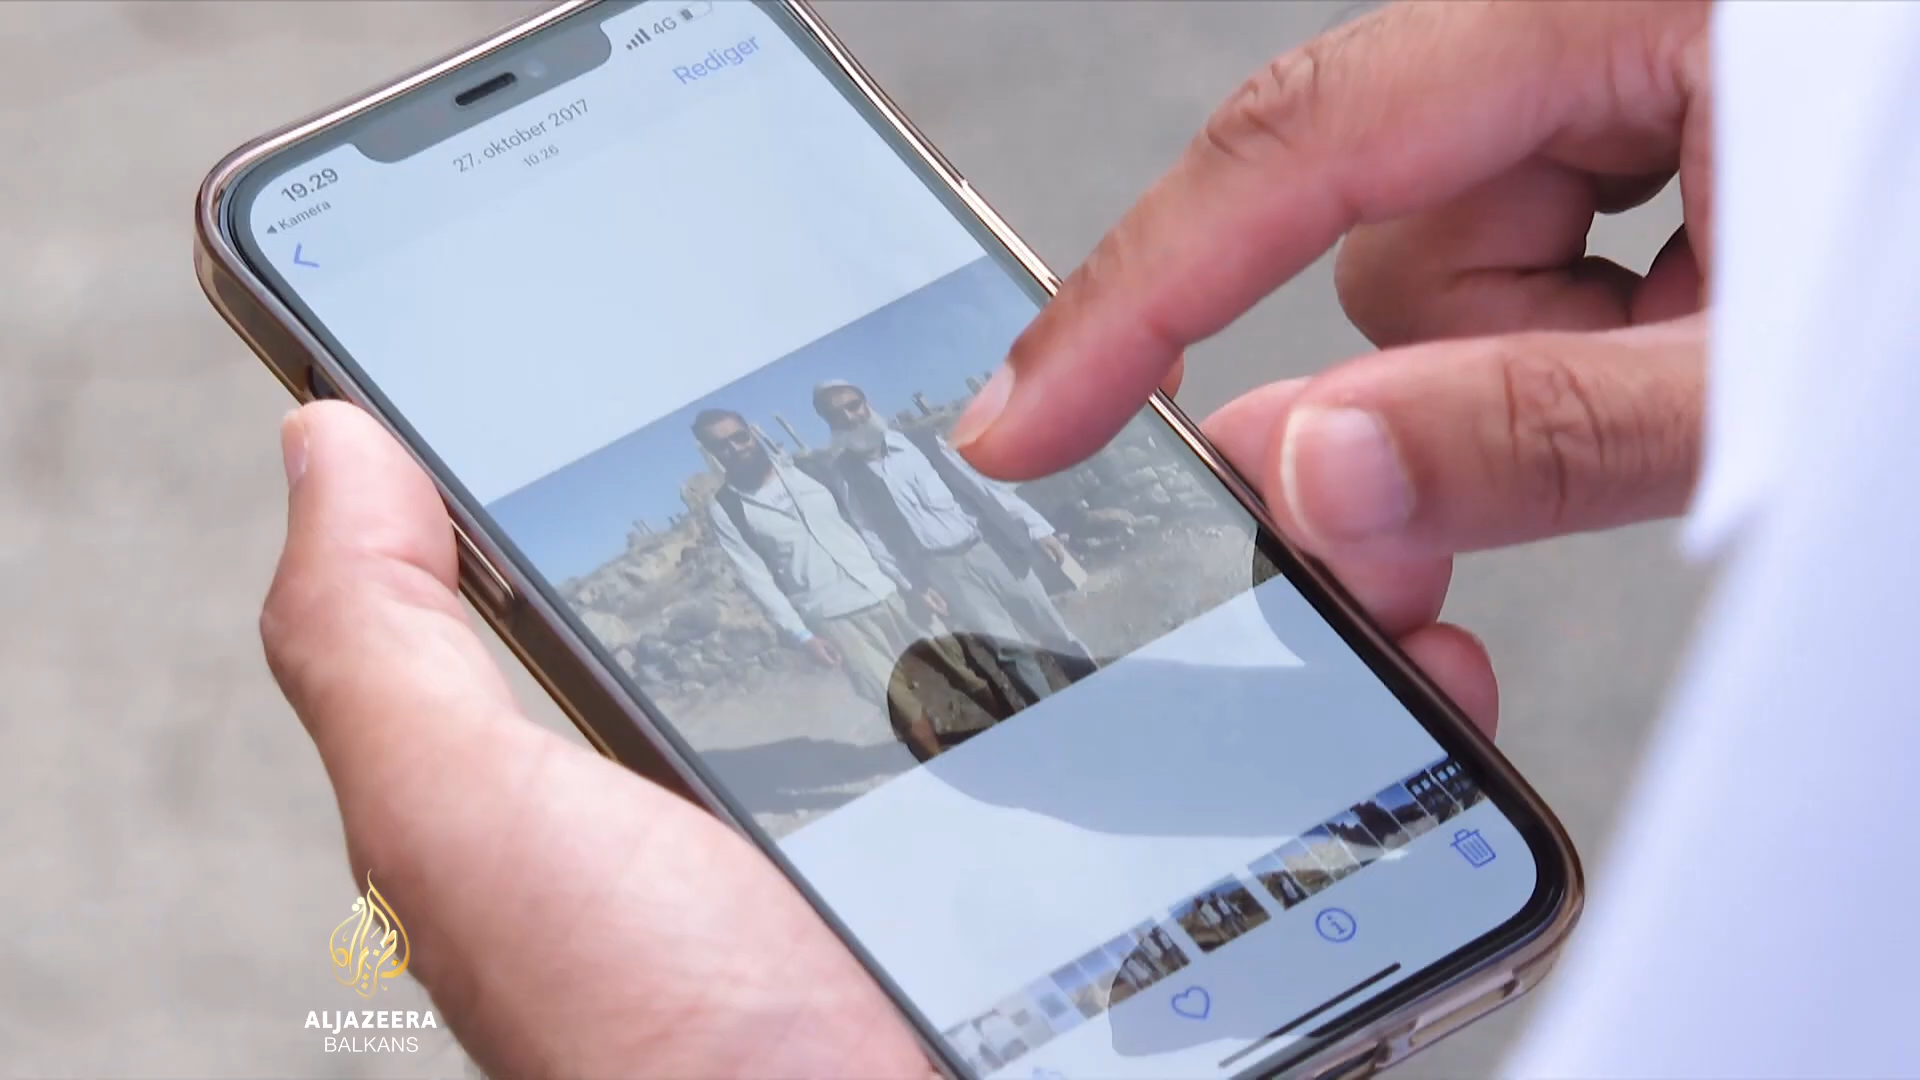 4G
Rediger
27. oktober 2017
10.26
19.29
◀ Kamera
ALJAZEERA
BALKANS